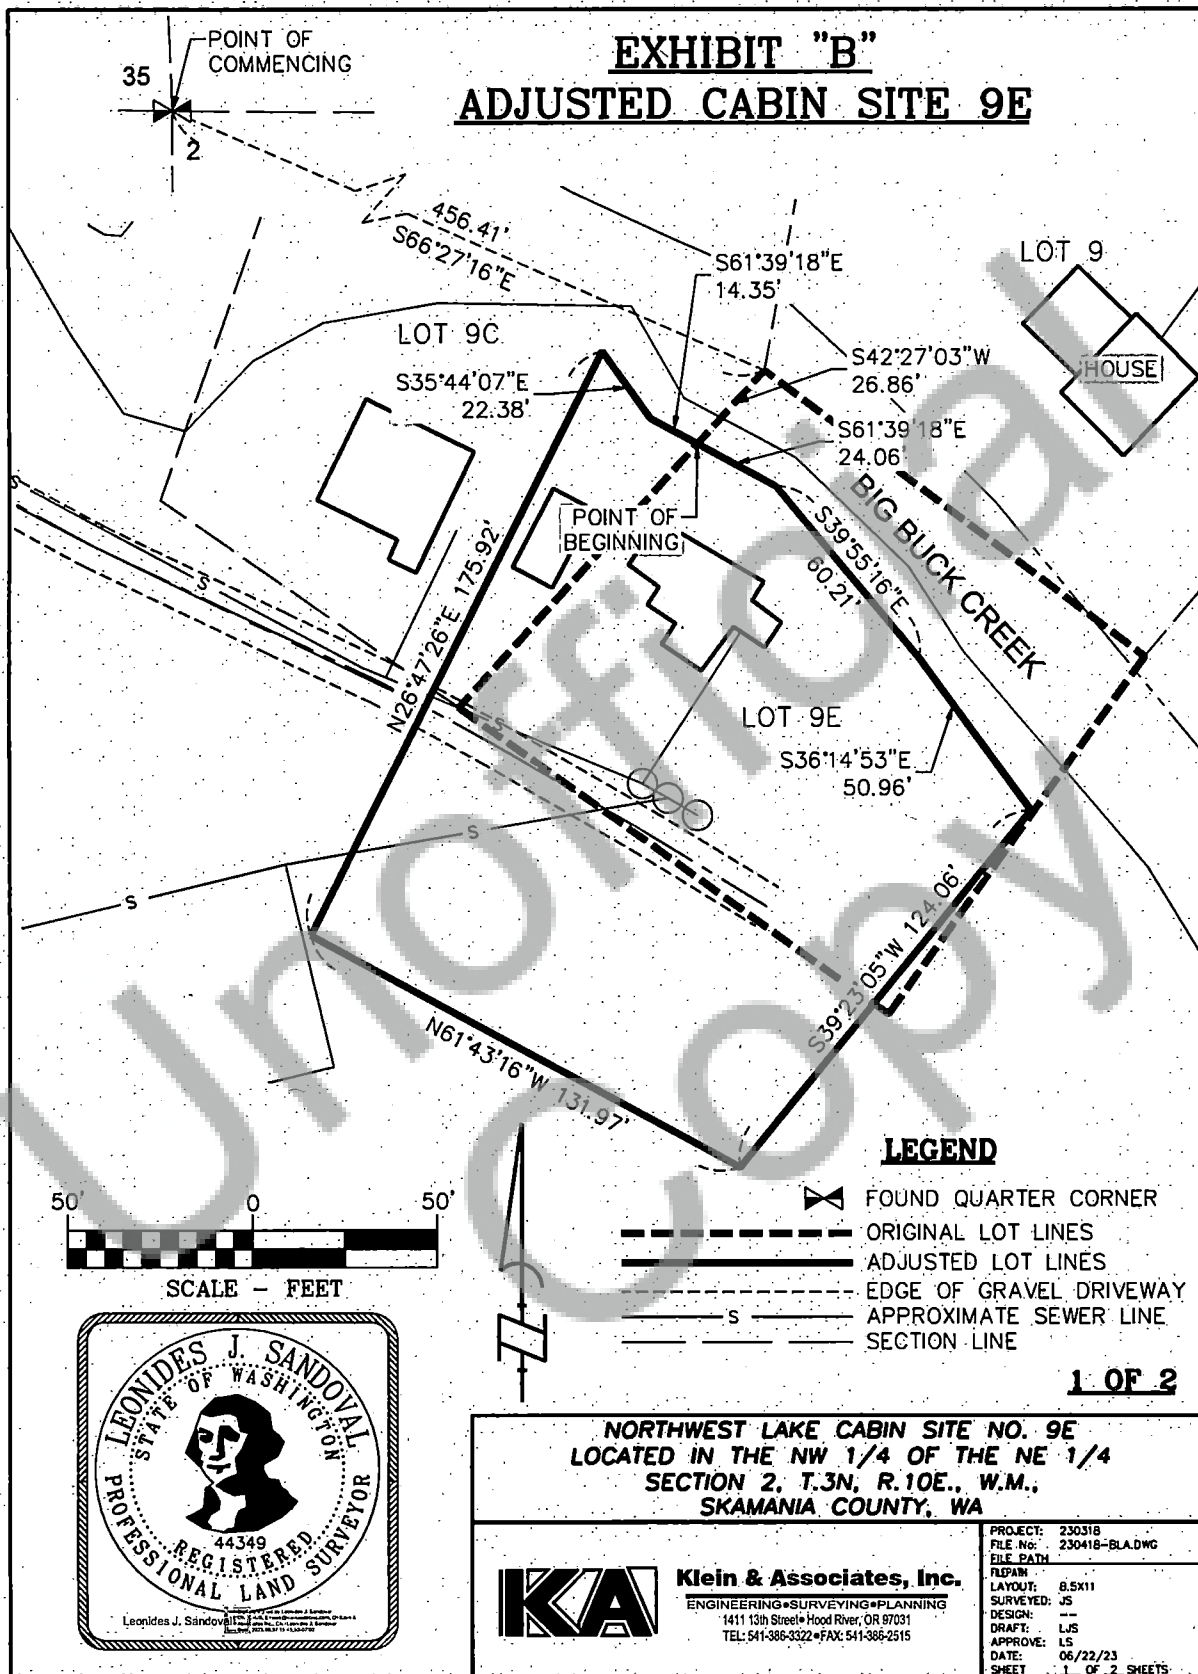 EXHIBIT "B"
ADJUSTED CABIN SITE 9E
POINT OF
COMMENCING
35
2
456.41'
S66°27'16"E
S61°39'18"E
14.35'
LOT 9
HOUSE
LOT 9C
S35°44'07"E
22.38'
S42°27'03"W
26.86'
S61°39'18"E
24.06'
POINT OF
BEGINNING
S39°55'16"E
60.21'
BIG BUCK CREEK
N26°47'26"E 175.92'
LOT 9E
S36°14'53"E
50.96'
S
S
S
S
S
S39°23'05"W 124.06'
N61°43'16"W 131.97'
Unofficial
Copy
50' 0 50'
SCALE - FEET
LEGEND
FOUND QUARTER CORNER
ORIGINAL LOT LINES
ADJUSTED LOT LINES
EDGE OF GRAVEL DRIVEWAY
S APPROXIMATE SEWER LINE
SECTION LINE
1 OF 2
LEONIDES J. SANDOVAL
STATE OF WASHINGTON
44349
REGISTERED
PROFESSIONAL LAND SURVEYOR
Leonides J. Sandoval
NORTHWEST LAKE CABIN SITE NO. 9E
LOCATED IN THE NW 1/4 OF THE NE 1/4
SECTION 2, T.3N, R.10E., W.M.,
SKAMANIA COUNTY, WA
KA
Klein & Associates, Inc.
ENGINEERING•SURVEYING•PLANNING
1411 13th Street • Hood River, OR 97031
TEL: 541-386-3322 • FAX: 541-386-2515
PROJECT: 230318
FILE No: 230418-BLA.DWG
FILE PATH
FILEPATH
LAYOUT: 8.5X11
SURVEYED: JS
DESIGN: --
DRAFT: LJS
APPROVE: LS
DATE: 06/22/23
SHEET 1 OF 2 SHEETS